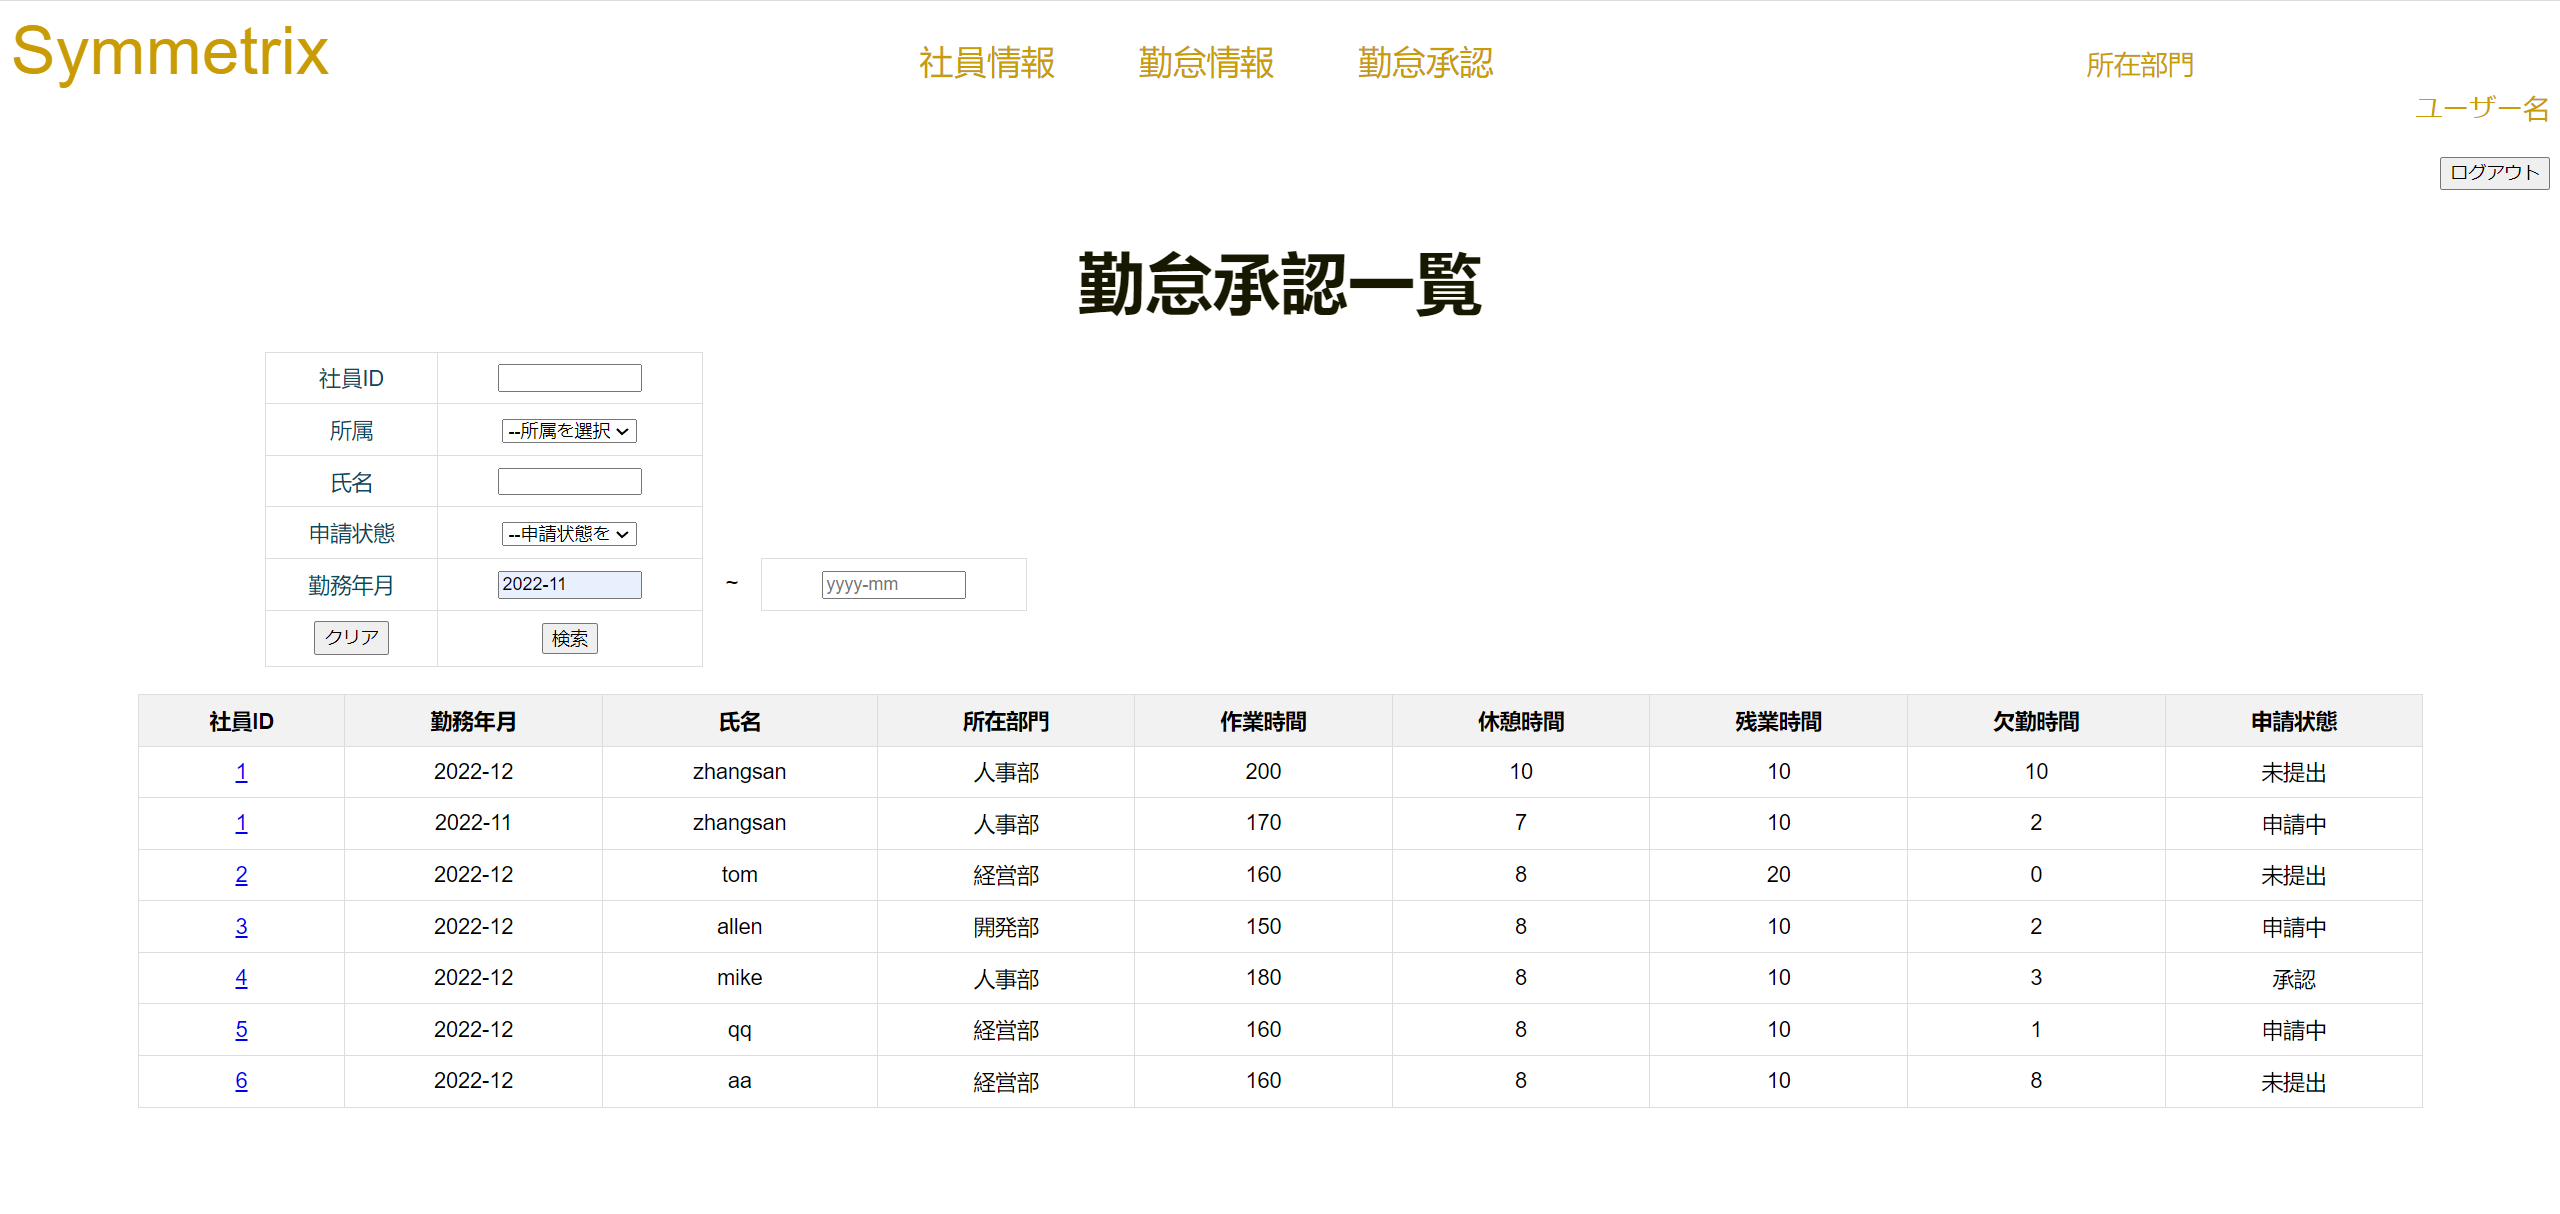 Symmetrix
社員情報 勤怠情報 勤怠承認
所在部門
ユーザー名
ログアウト
勤怠承認一覧
社員ID
所属 --所属を選択
氏名
申請状態 --申請状態を
勤務年月 2022-11 ~ yyyy-mm
クリア 検索
社員ID 勤務年月 氏名 所在部門 作業時間 休憩時間 残業時間 欠勤時間 申請状態
1 2022-12 zhangsan 人事部 200 10 10 10 未提出
1 2022-11 zhangsan 人事部 170 7 10 2 申請中
2 2022-12 tom 経営部 160 8 20 0 未提出
3 2022-12 allen 開発部 150 8 10 2 申請中
4 2022-12 mike 人事部 180 8 10 3 承認
5 2022-12 qq 経営部 160 8 10 1 申請中
6 2022-12 aa 経営部 160 8 10 8 未提出